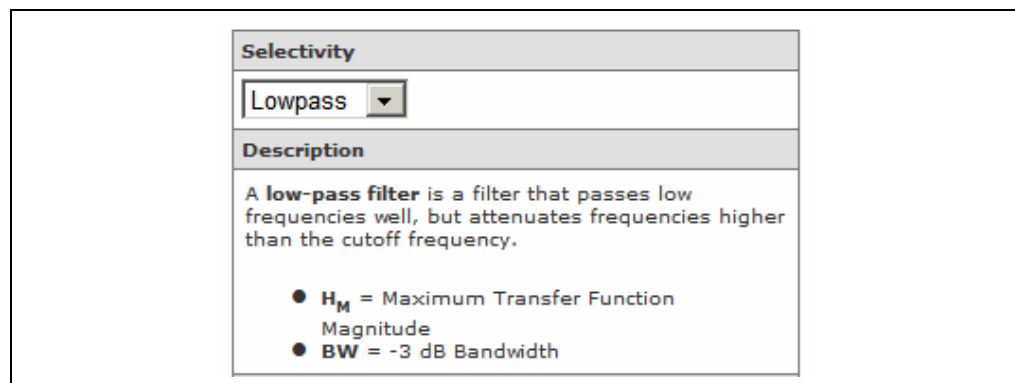 Selectivity
Lowpass
Description
A low-pass filter is a filter that passes low
frequencies well, but attenuates frequencies higher
than the cutoff frequency.
● HM = Maximum Transfer Function
Magnitude
● BW = -3 dB Bandwidth